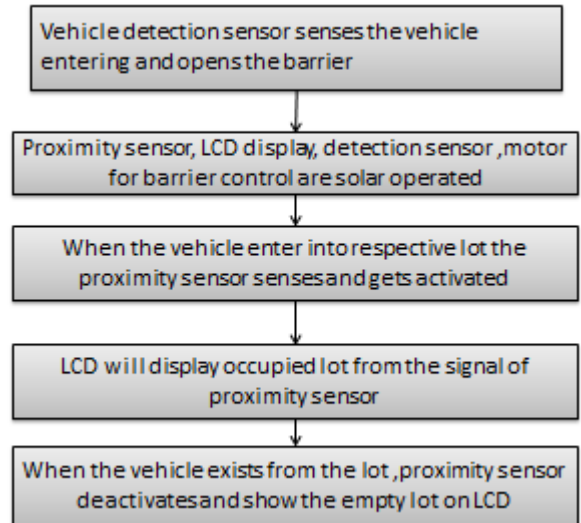 Vehicle detection sensor senses the vehicle
entering and opens the barrier
Proximity sensor, LCD display, detection sensor ,motor
for barrier control are solar operated
When the vehicle enter into respective lot the
proximity sensor senses and gets activated
LCD will display occupied lot from the signal of
proximity sensor
When the vehicle exists from the lot ,proximity sensor
deactivates and show the empty lot on LCD